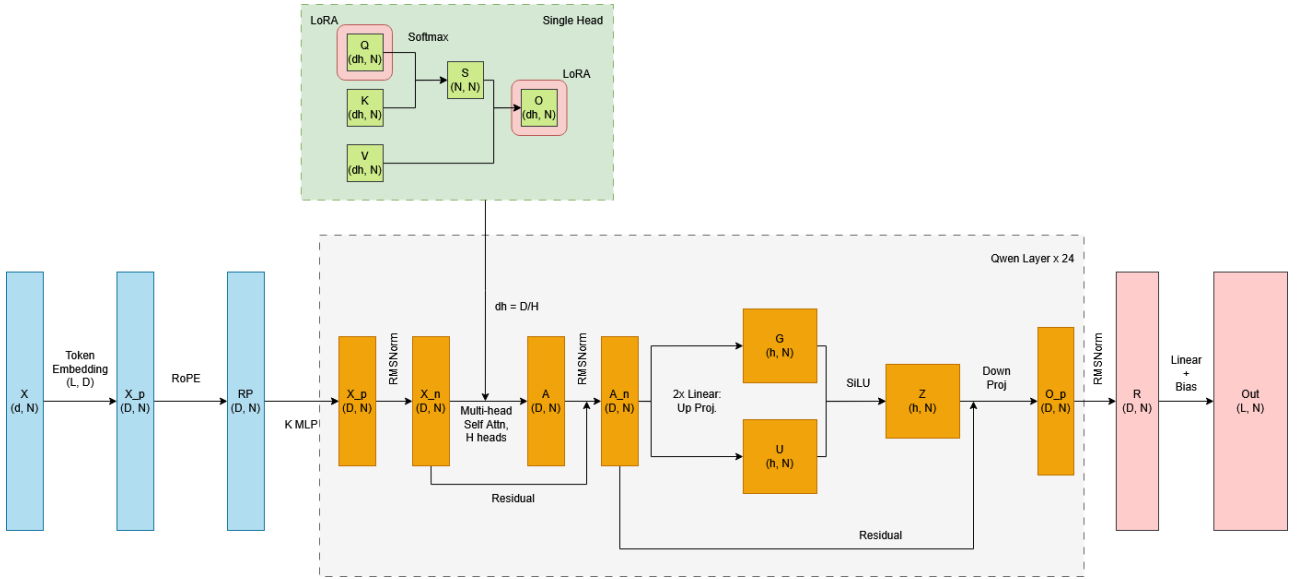 LoRA
Single Head
Q
(dh, N)
Softmax
S
(N, N)
K
(dh, N)
LoRA
O
(dh, N)
V
(dh, N)
Qwen Layer x 24
dh = D/H
X
(d, N)
Token
Embedding
(L, D)
X_p
(D, N)
RoPE
RP
(D, N)
K MLP
X_p
(D, N)
RMSNorm
X_n
(D, N)
Multi-head
Self Attn,
H heads
A
(D, N)
RMSNorm
A_n
(D, N)
Residual
2x Linear:
Up Proj.
G
(h, N)
U
(h, N)
SiLU
Z
(h, N)
Down
Proj
Residual
O_p
(D, N)
RMSNorm
R
(D, N)
Linear
+
Bias
Out
(L, N)